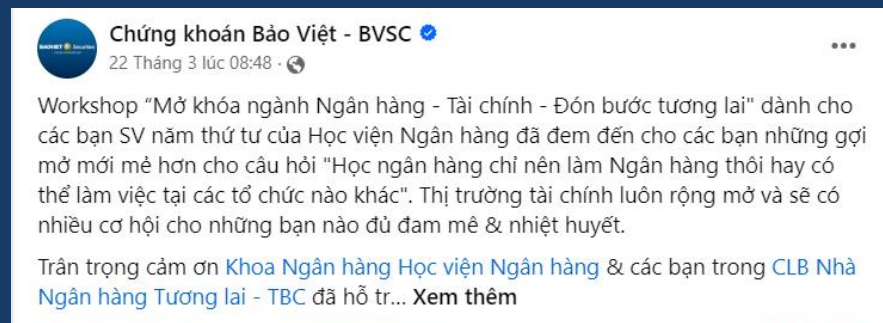 Chứng khoán Bảo Việt - BVSC
BAOVIET Securities
22 Tháng 3 lúc 08:48 ·
Workshop “Mở khóa ngành Ngân hàng - Tài chính - Đón bước tương lai" dành cho
các bạn SV năm thứ tư của Học viện Ngân hàng đã đem đến cho các bạn những gợi
mở mới mẻ hơn cho câu hỏi "Học ngân hàng chỉ nên làm Ngân hàng thôi hay có
thể làm việc tại các tổ chức nào khác". Thị trường tài chính luôn rộng mở và sẽ có
nhiều cơ hội cho những bạn nào đủ đam mê & nhiệt huyết.
Trân trọng cảm ơn Khoa Ngân hàng Học viện Ngân hàng & các bạn trong CLB Nhà
Ngân hàng Tương lai - TBC đã hỗ tr... Xem thêm